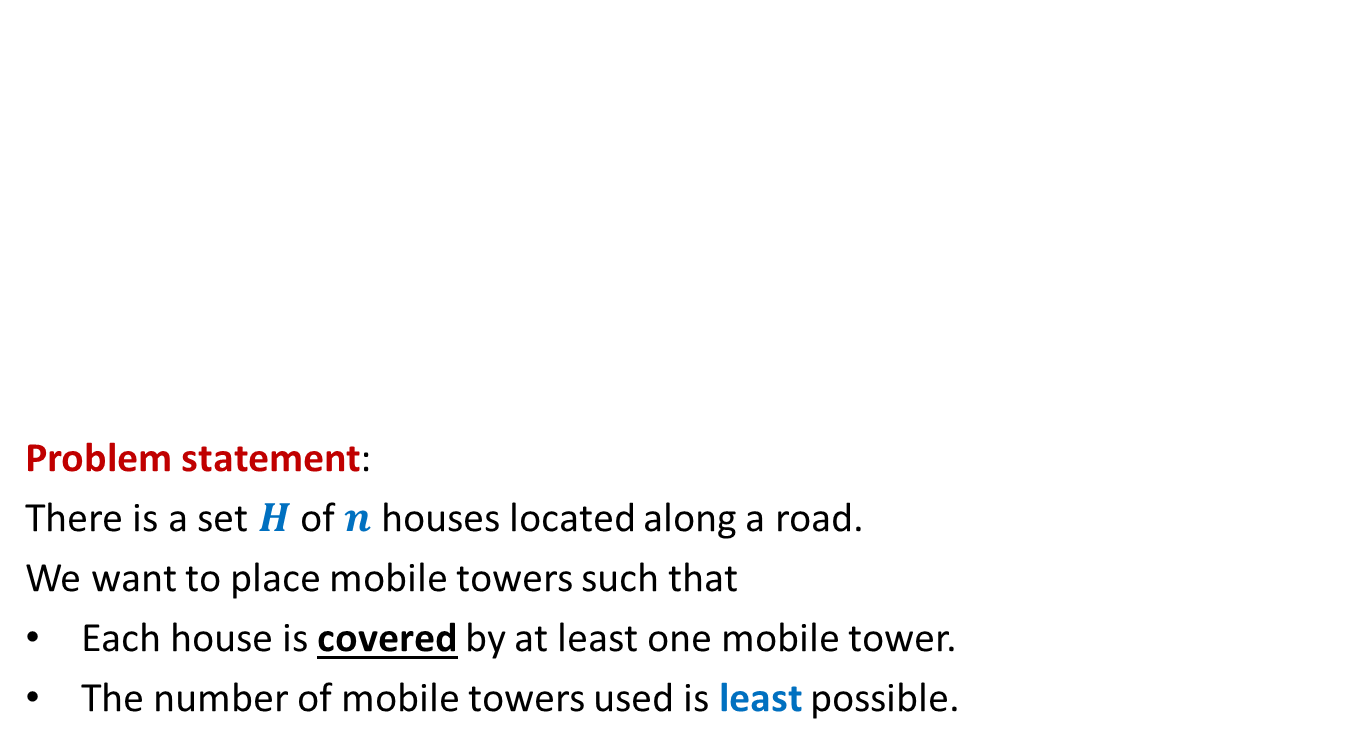 Problem statement:
There is a set H of n houses located along a road.
We want to place mobile towers such that
• Each house is covered by at least one mobile tower.
• The number of mobile towers used is least possible.